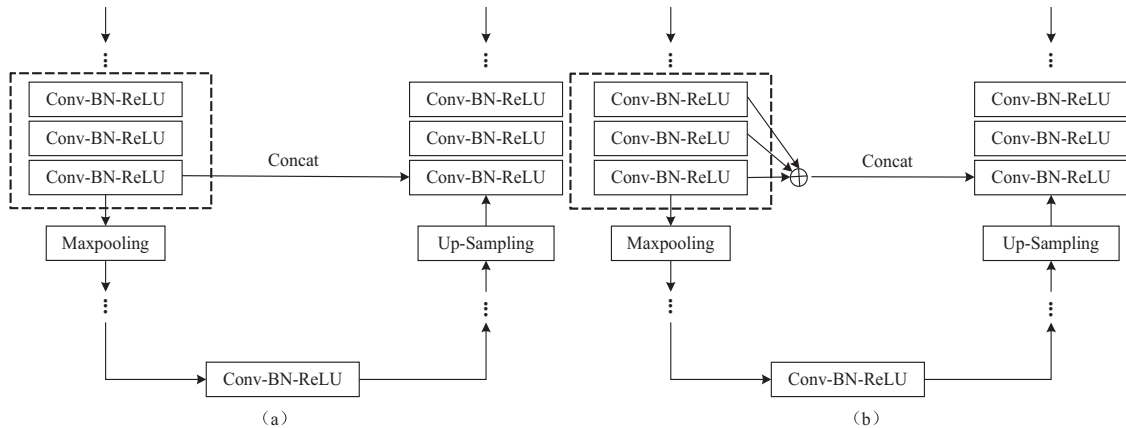 Conv-BN-ReLU
Conv-BN-ReLU
Conv-BN-ReLU
Maxpooling
Concat
Conv-BN-ReLU
Conv-BN-ReLU
Conv-BN-ReLU
Up-Sampling
Conv-BN-ReLU
（a）
Conv-BN-ReLU
Conv-BN-ReLU
Conv-BN-ReLU
Maxpooling
Concat
Conv-BN-ReLU
Conv-BN-ReLU
Conv-BN-ReLU
Up-Sampling
Conv-BN-ReLU
（b）